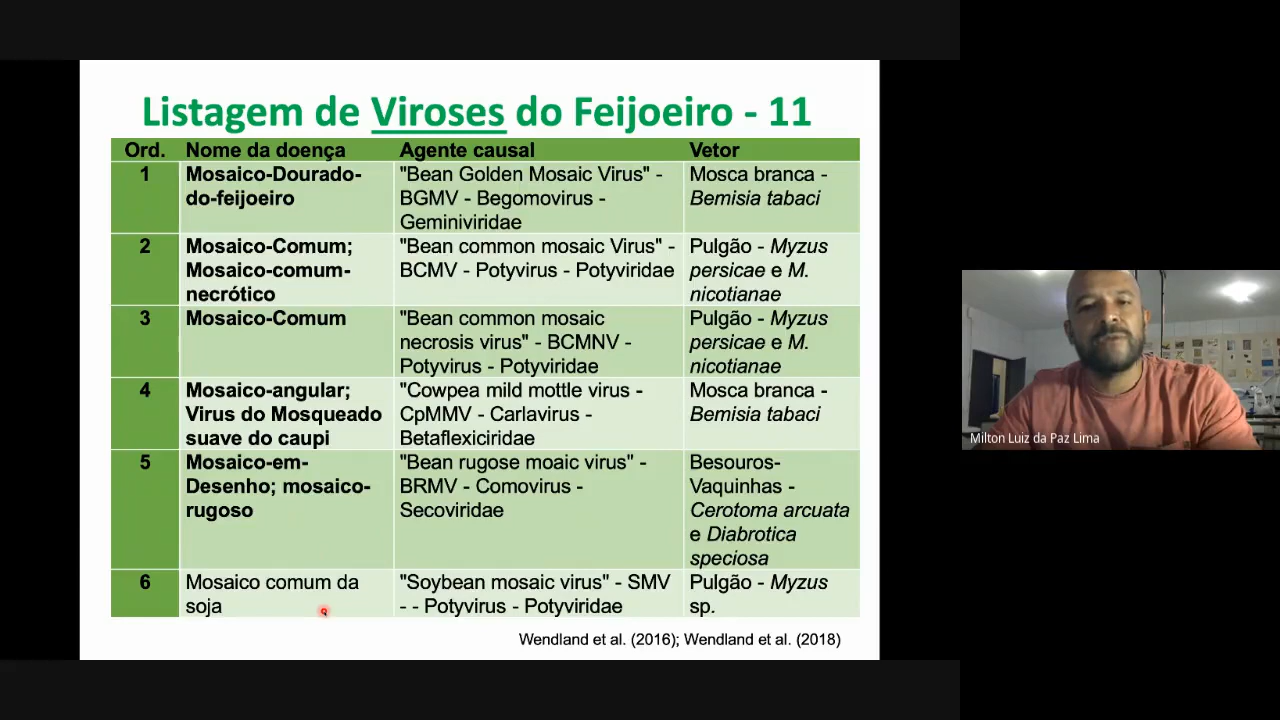 Listagem de Viroses do Feijoeiro - 11
Ord. Nome da doença Agente causal Vetor
1 Mosaico-Dourado- "Bean Golden Mosaic Virus" - Mosca branca -
do-feijoeiro BGMV - Begomovirus - Bemisia tabaci
Geminiviridae
2 Mosaico-Comum; "Bean common mosaic Virus" - Pulgão - Myzus
Mosaico-comum- BCMV - Potyvirus - Potyviridae persicae e M.
necrótico nicotianae
3 Mosaico-Comum "Bean common mosaic Pulgão - Myzus
necrosis virus" - BCMNV - persicae e M.
Potyvirus - Potyviridae nicotianae
4 Mosaico-angular; "Cowpea mild mottle virus - Mosca branca -
Virus do Mosqueado CpMMV - Carlavirus - Bemisia tabaci
suave do caupi Betaflexiciridae
5 Mosaico-em- "Bean rugose moaic virus" - Besouros-
Desenho; mosaico- BRMV - Comovirus - Vaquinhas -
rugoso Secoviridae Cerotoma arcuata
e Diabrotica
speciosa
6 Mosaico comum da "Soybean mosaic virus" - SMV Pulgão - Myzus
soja - - Potyvirus - Potyviridae sp.
Wendland et al. (2016); Wendland et al. (2018)
Milton Luiz da Paz Lima